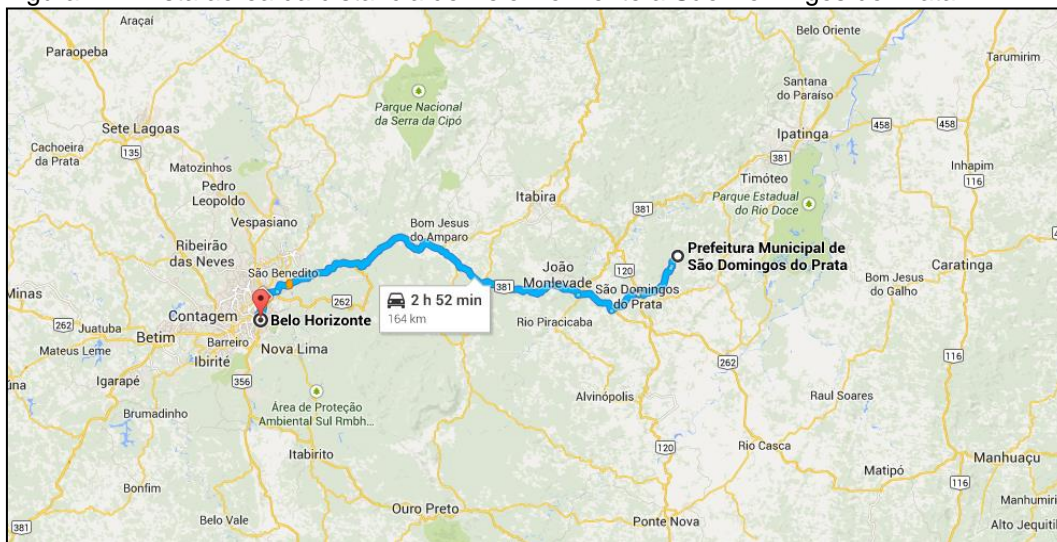 Araçaí
Belo Oriente
Paraopeba
Tarumirim
Parque Nacional
da Serra da Cipó
Santana
do Paraíso
Sete Lagoas
Ipatinga
458
458
Cachoeira
da Prata
135
381
Inhapim
Matozinhos
Timóteo
116
Pedro
Leopoldo
Itabira
Parque Estadual
do Rio Doce
381
Vespasiano
Bom Jesus
do Amparo
Ribeirão
das Neves
Prefeitura Municipal de
São Domingos do Prata
São Benedito
João
Monlevade
120
Caratinga
381
São Domingos
do Prata
Bom Jesus
do Galho
Minas
262
2 h 52 min
164 km
Contagem
Belo Horizonte
262
Juatuba
Rio Piracicaba
Betim
Barreiro
Mateus Leme
Ibirité
Nova Lima
262
116
Igarapé
356
Alvinópolis
Raul Soares
Área de Proteção
Ambiental Sul Rmbh...
Brumadinho
120
Rio Casca
Itabirito
Manhuaçu
Matipó
Bonfim
116
Manhumiri
Ouro Preto
381
Belo Vale
Ponte Nova
Alto Jequitil